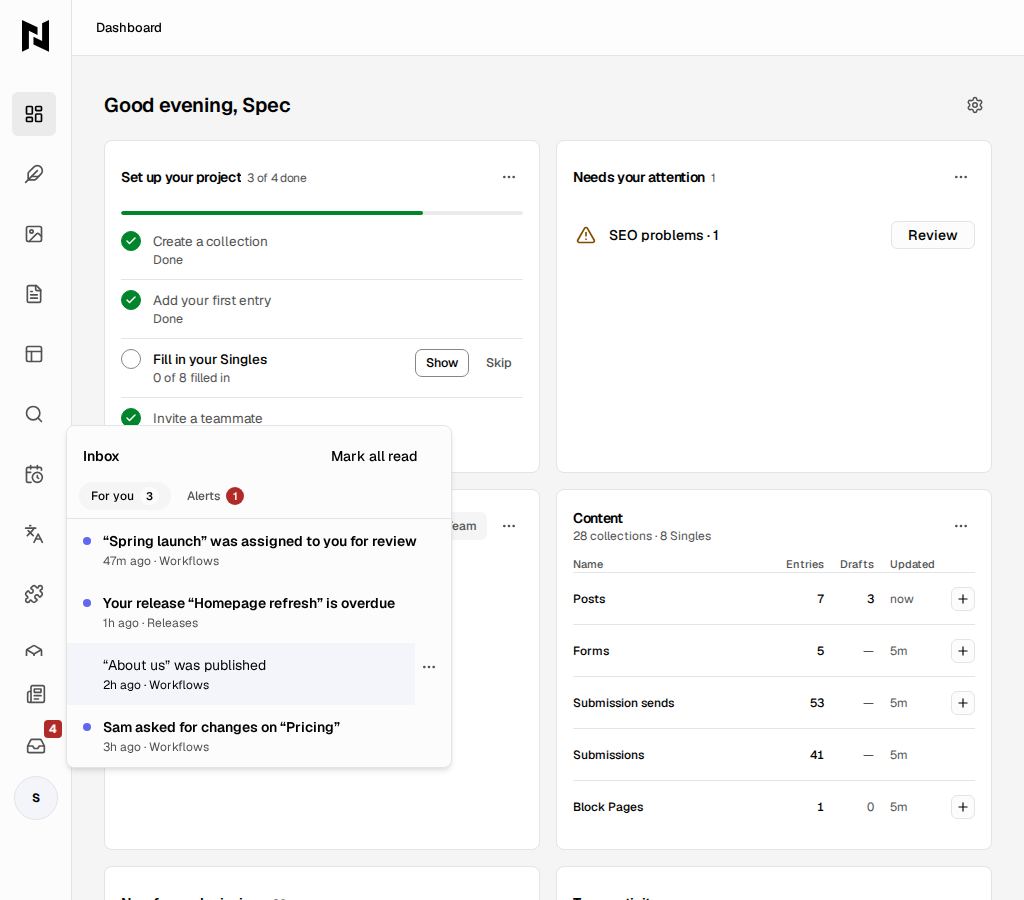 Dashboard
Good evening, Spec
Set up your project 3 of 4 done
Create a collection
Done
Add your first entry
Done
Fill in your Singles
0 of 8 filled in
Show
Skip
Invite a teammate
Needs your attention 1
SEO problems · 1
Review
Inbox
Mark all read
For you 3
Alerts 1
“Spring launch” was assigned to you for review
47m ago · Workflows
Your release “Homepage refresh” is overdue
1h ago · Releases
“About us” was published
2h ago · Workflows
Sam asked for changes on “Pricing”
3h ago · Workflows
4
S
Content
28 collections · 8 Singles
Name Entries Drafts Updated
Posts 7 3 now
Forms 5 — 5m
Submission sends 53 — 5m
Submissions 41 — 5m
Block Pages 1 0 5m